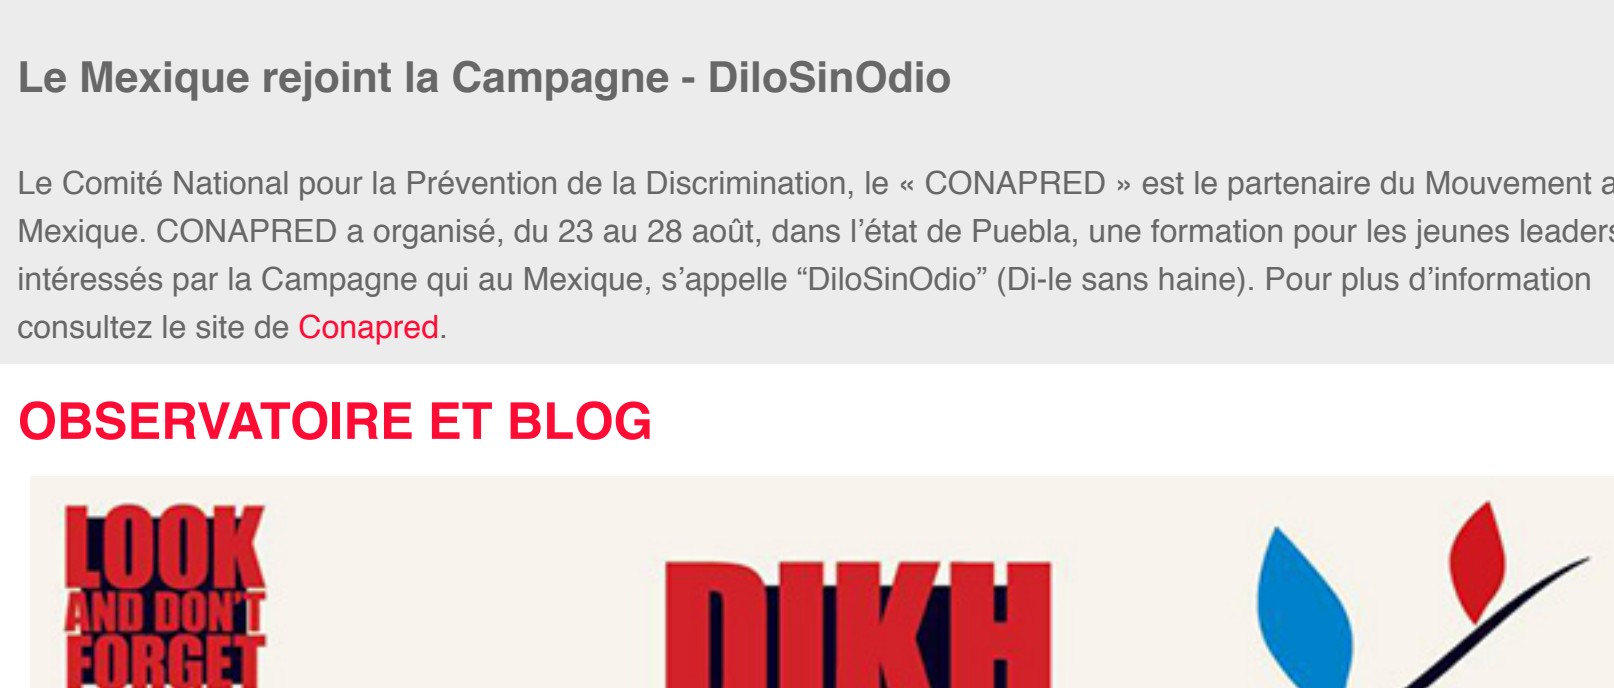 Le Mexique rejoint la Campagne - DiloSinOdio
Le Comité National pour la Prévention de la Discrimination, le « CONAPRED » est le partenaire du Mouvement a
Mexique. CONAPRED a organisé, du 23 au 28 août, dans l’état de Puebla, une formation pour les jeunes leaders
intéressés par la Campagne qui au Mexique, s’appelle “DiloSinOdio” (Di-le sans haine). Pour plus d’information
consultez le site de Conapred.
OBSERVATOIRE ET BLOG
LOOK
AND DON'T
FORGET
DIKH